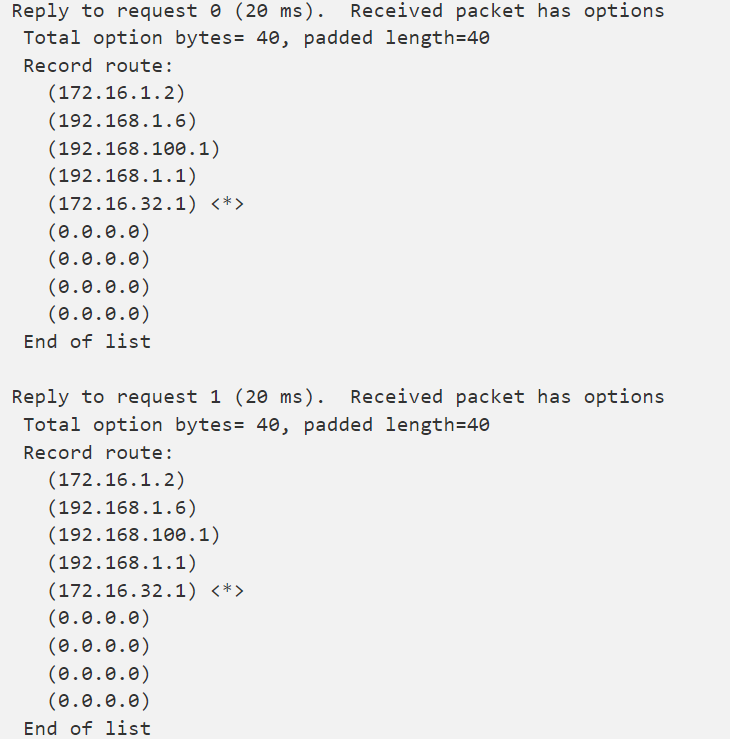 Reply to request 0 (20 ms).  Received packet has options
 Total option bytes= 40, padded length=40
 Record route:
   (172.16.1.2)
   (192.168.1.6)
   (192.168.100.1)
   (192.168.1.1)
   (172.16.32.1) <*>
   (0.0.0.0)
   (0.0.0.0)
   (0.0.0.0)
   (0.0.0.0)
 End of list

Reply to request 1 (20 ms).  Received packet has options
 Total option bytes= 40, padded length=40
 Record route:
   (172.16.1.2)
   (192.168.1.6)
   (192.168.100.1)
   (192.168.1.1)
   (172.16.32.1) <*>
   (0.0.0.0)
   (0.0.0.0)
   (0.0.0.0)
   (0.0.0.0)
 End of list